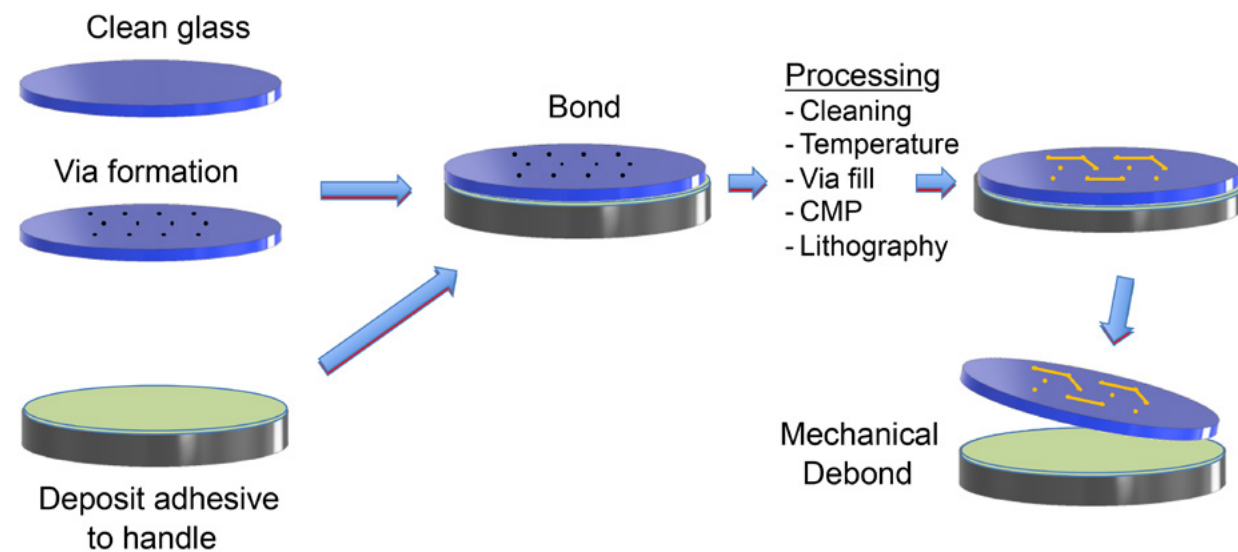 Clean glass
Via formation
Deposit adhesive
to handle
Bond
Processing
- Cleaning
- Temperature
- Via fill
- CMP
- Lithography
Mechanical
Debond